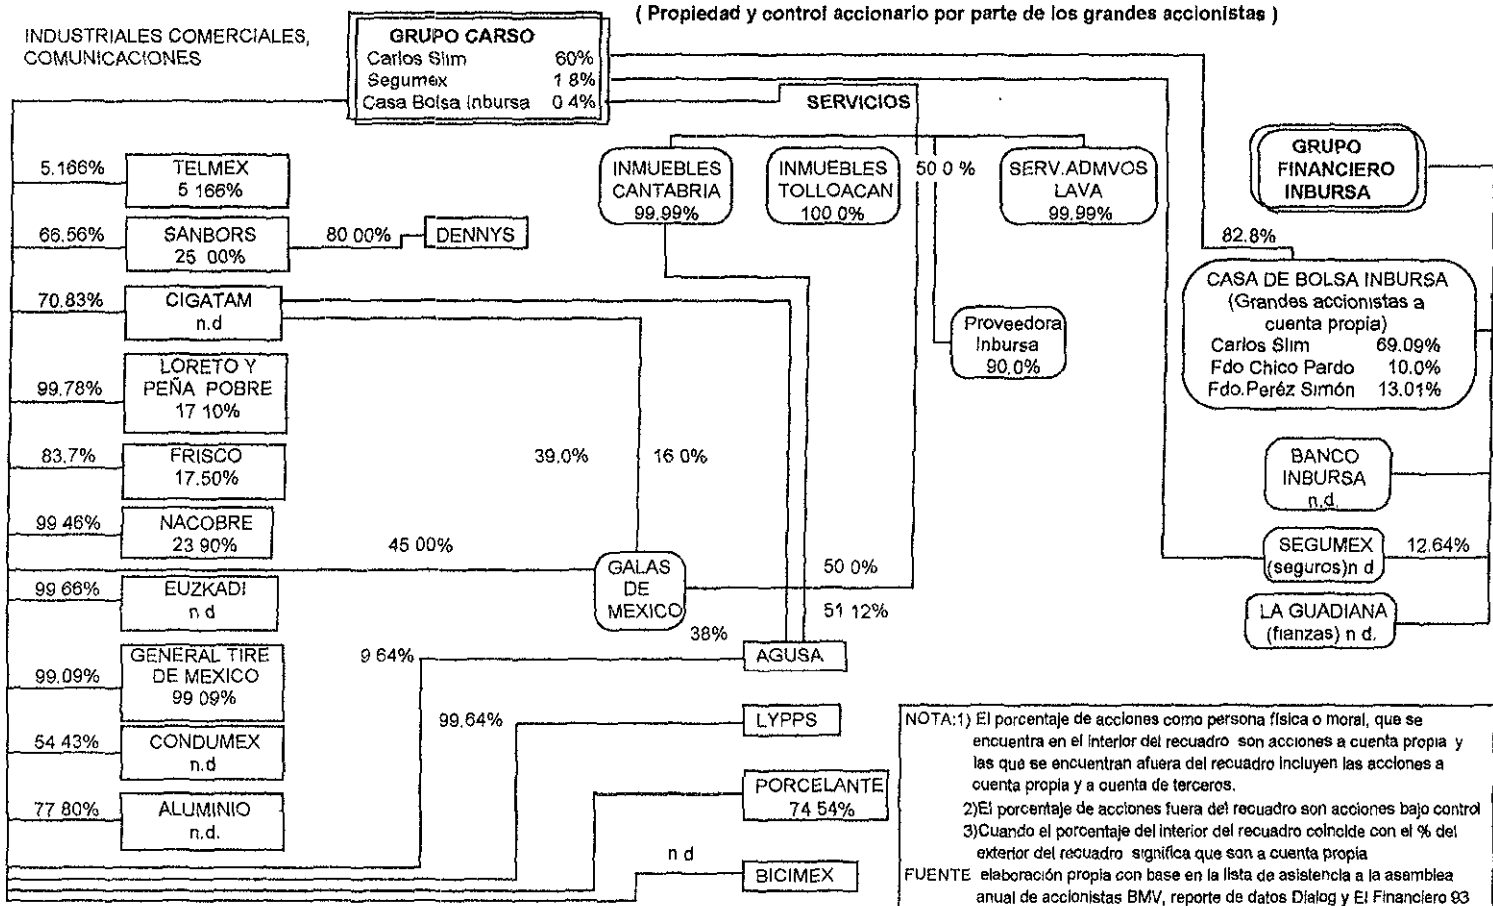 ( Propiedad y control accionario por parte de los grandes accionistas )
INDUSTRIALES COMERCIALES,
COMUNICACIONES
GRUPO CARSO
Carlos Slim 60%
Segumex 1 8%
Casa Bolsa Inbursa 0 4%
SERVICIOS
INMUEBLES
CANTABRIA
99.99%
INMUEBLES
TOLLOACAN
100 0%
50 0 %
SERV.ADMVOS
LAVA
99.99%
GRUPO
FINANCIERO
INBURSA
5.166%
TELMEX
5 166%
66.56%
SANBORS
25 00%
80 00%
DENNYS
82.8%
CASA DE BOLSA INBURSA
(Grandes accionistas a
cuenta propia)
Carlos Slim 69.09%
Fdo Chico Pardo 10.0%
Fdo.Peréz Simón 13.01%
70.83%
CIGATAM
n.d
Proveedora
Inbursa
90,0%
99.78%
LORETO Y
PEÑA POBRE
17 10%
83.7%
FRISCO
17.50%
39.0%
16 0%
BANCO
INBURSA
n,d.
99 46%
NACOBRE
23 90%
45 00%
SEGUMEX
(seguros)n d
12.64%
99 66%
EUZKADI
n d
GALAS
DE
MEXICO
50 0%
51 12%
38%
LA GUADIANA
(fianzas) n d.
99.09%
GENERAL TIRE
DE MEXICO
99 09%
9 64%
AGUSA
99.64%
LYPPS
54 43%
CONDUMEX
n.d
77 80%
ALUMINIO
n.d.
PORCELANTE
74 54%
n d
BICIMEX
NOTA:1) El porcentaje de acciones como persona física o moral, que se
encuentra en el interior del recuadro son acciones a cuenta propia y
las que se encuentran afuera del recuadro incluyen las acciones a
cuenta propia y a cuenta de terceros.
2)El porcentaje de acciones fuera del recuadro son acciones bajo control
3)Cuando el porcentaje del interior del recuadro coincide con el % del
exterior del recuadro significa que son a cuenta propia
FUENTE elaboración propia con base en la lista de asistencia a la asamblea
anual de accionistas BMV, reporte de datos Dialog y El Financiero 93